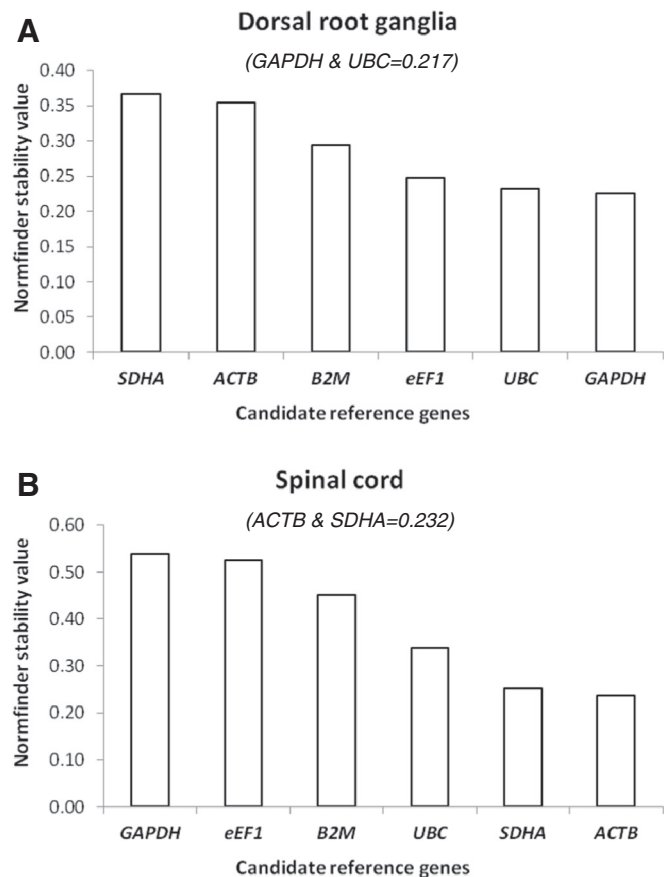 A
Dorsal root ganglia
(GAPDH & UBC=0.217)
Normfinder stability value
0.40
0.35
0.30
0.25
0.20
0.15
0.10
0.05
0.00
SDHA ACTB B2M eEF1 UBC GAPDH
Candidate reference genes
B
Spinal cord
(ACTB & SDHA=0.232)
Normfinder stability value
0.60
0.50
0.40
0.30
0.20
0.10
0.00
GAPDH eEF1 B2M UBC SDHA ACTB
Candidate reference genes